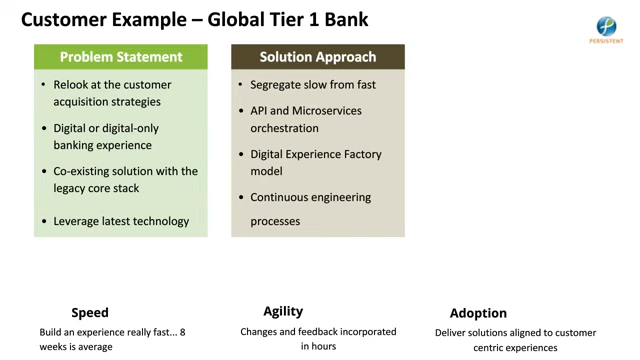 Customer Example – Global Tier 1 Bank
PERSISTENT
Problem Statement
• Relook at the customer
acquisition strategies
• Digital or digital-only
banking experience
• Co-existing solution with the
legacy core stack
• Leverage latest technology
Solution Approach
• Segregate slow from fast
• API and Microservices
orchestration
• Digital Experience Factory
model
• Continuous engineering
processes
Speed
Build an experience really fast... 8
weeks is average
Agility
Changes and feedback incorporated
in hours
Adoption
Deliver solutions aligned to customer
centric experiences